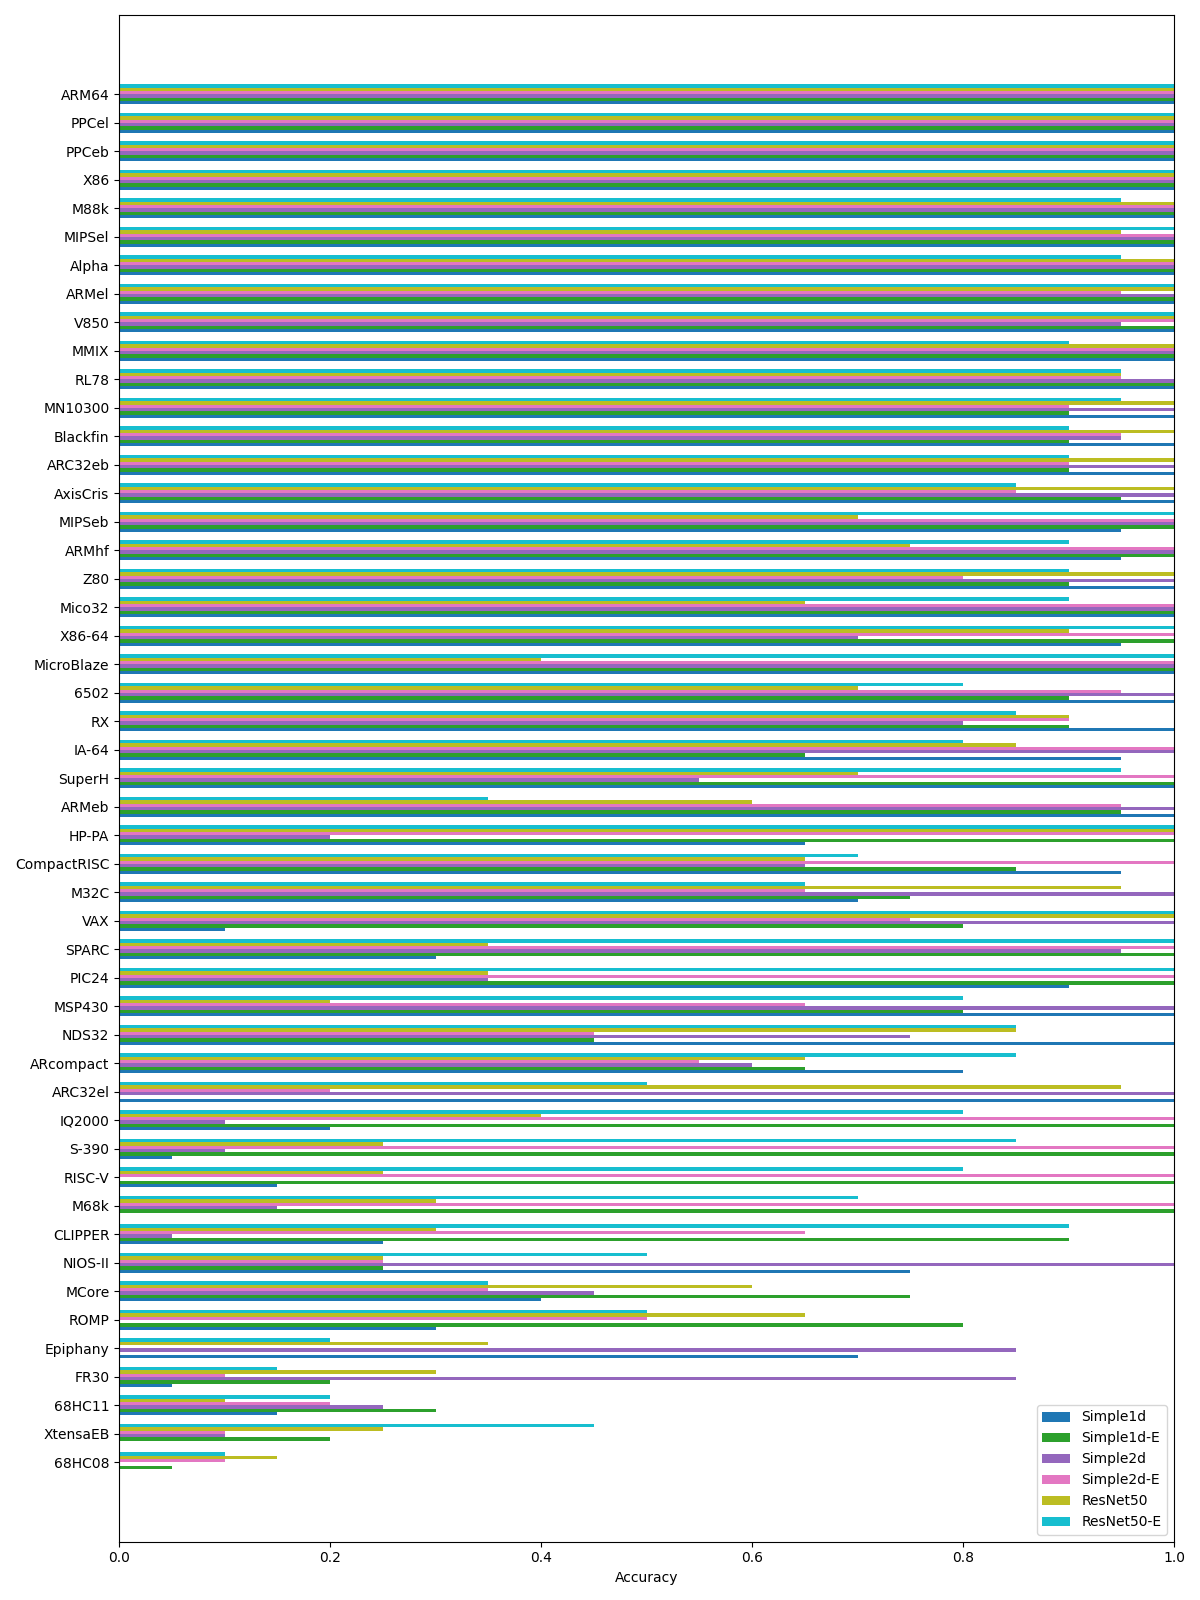 ARM64
PPCel
PPCeb
X86
M88k
MIPSel
Alpha
ARMel
V850
MMIX
RL78
MN10300
Blackfin
ARC32eb
AxisCris
MIPSeb
ARMhf
Z80
Mico32
X86-64
MicroBlaze
6502
RX
IA-64
SuperH
ARMeb
HP-PA
CompactRISC
M32C
VAX
SPARC
PIC24
MSP430
NDS32
ARcompact
ARC32el
IQ2000
S-390
RISC-V
M68k
CLIPPER
NIOS-II
MCore
ROMP
Epiphany
FR30
68HC11
XtensaEB
68HC08
Simple1d
Simple1d-E
Simple2d
Simple2d-E
ResNet50
ResNet50-E
0.0 0.2 0.4 0.6 0.8 1.0
Accuracy